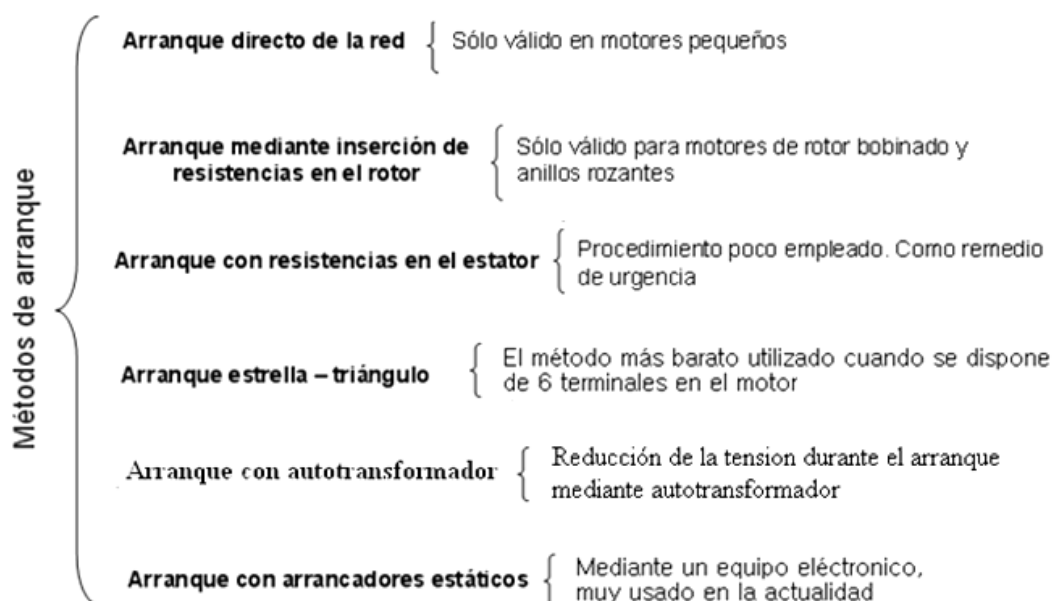 Métodos de arranque
Arranque directo de la red
Sólo válido en motores pequeños
Arranque mediante inserción de
resistencias en el rotor
Sólo válido para motores de rotor bobinado y
anillos rozantes
Arranque con resistencias en el estator
Procedimiento poco empleado. Como remedio
de urgencia
Arranque estrella – triángulo
El método más barato utilizado cuando se dispone
de 6 terminales en el motor
Arranque con autotransformador
Reducción de la tension durante el arranque
mediante autotransformador
Arranque con arrancadores estáticos
Mediante un equipo eléctronico,
muy usado en la actualidad